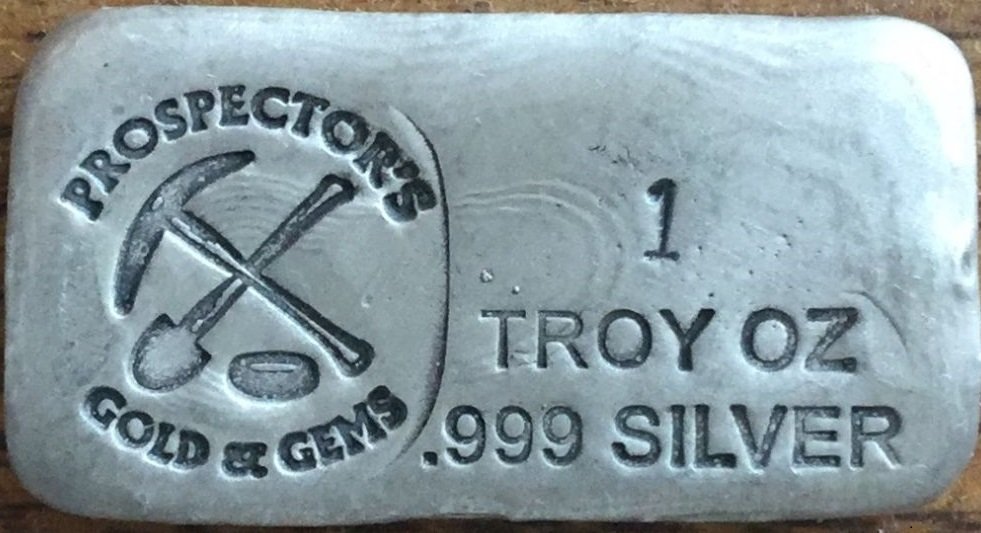 PROSPECTOR'S
GOLD & GEMS
1
TROY OZ
.999 SILVER